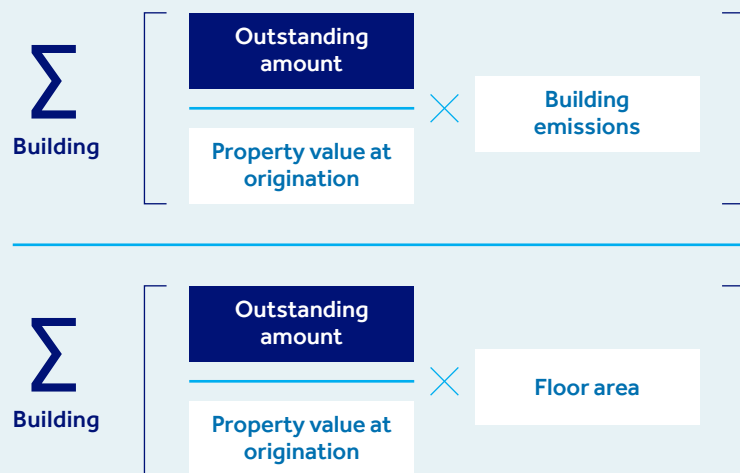 Outstanding
amount
∑
Building
×
Building
emissions
Property value at
origination
Outstanding
amount
∑
Building
×
Floor area
Property value at
origination